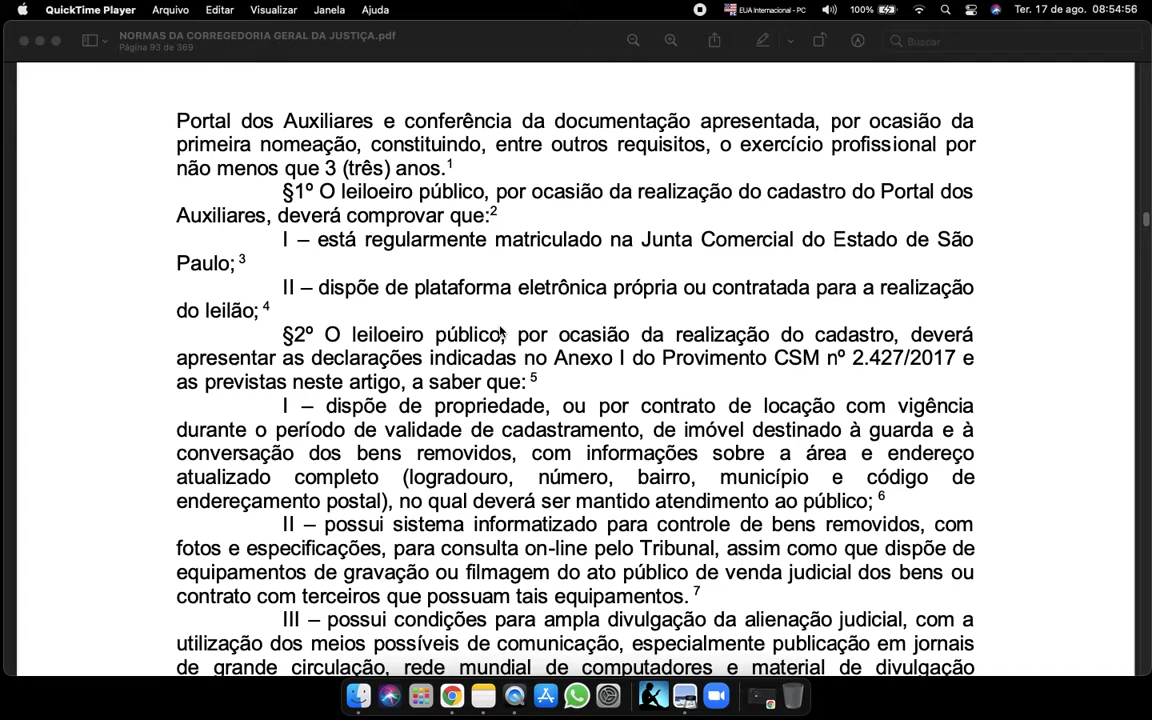 QuickTime Player Arquivo Editar Visualizar Janela Ajuda EUA Internacional - PC 100% Ter. 17 de ago. 08:54:56
NORMAS DA CORREGEDORIA GERAL DA JUSTIÇA.pdf
Página 93 de 369
Buscar
Portal dos Auxiliares e conferência da documentação apresentada, por ocasião da
primeira nomeação, constituindo, entre outros requisitos, o exercício profissional por
não menos que 3 (três) anos.¹
§1º O leiloeiro público, por ocasião da realização do cadastro do Portal dos
Auxiliares, deverá comprovar que:²
I – está regularmente matriculado na Junta Comercial do Estado de São
Paulo; ³
II – dispõe de plataforma eletrônica própria ou contratada para a realização
do leilão; ⁴
§2º O leiloeiro público, por ocasião da realização do cadastro, deverá
apresentar as declarações indicadas no Anexo I do Provimento CSM nº 2.427/2017 e
as previstas neste artigo, a saber que: ⁵
I – dispõe de propriedade, ou por contrato de locação com vigência
durante o período de validade de cadastramento, de imóvel destinado à guarda e à
conversação dos bens removidos, com informações sobre a área e endereço
atualizado completo (logradouro, número, bairro, município e código de
endereçamento postal), no qual deverá ser mantido atendimento ao público; ⁶
II – possui sistema informatizado para controle de bens removidos, com
fotos e especificações, para consulta on-line pelo Tribunal, assim como que dispõe de
equipamentos de gravação ou filmagem do ato público de venda judicial dos bens ou
contrato com terceiros que possuam tais equipamentos. ⁷
III – possui condições para ampla divulgação da alienação judicial, com a
utilização dos meios possíveis de comunicação, especialmente publicação em jornais
de grande circulação, rede mundial de computadores e material de divulgação